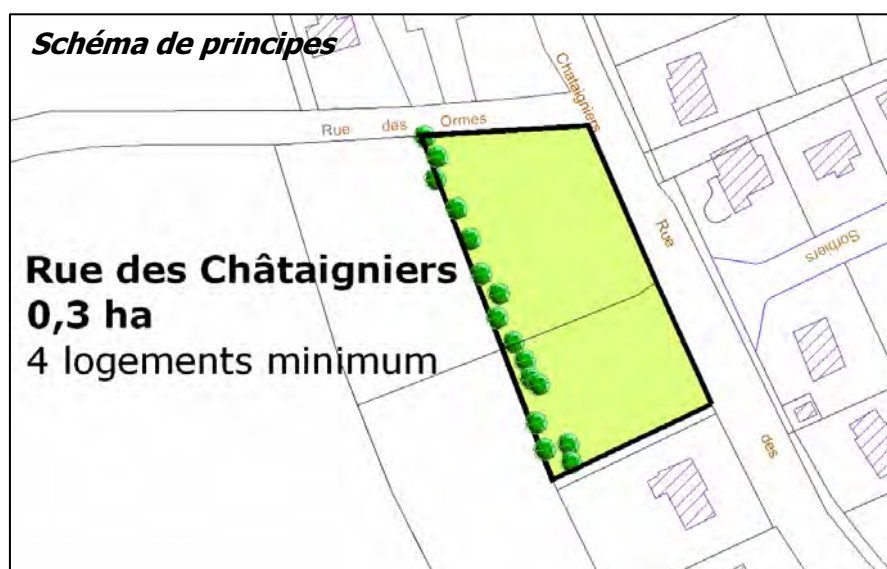 Schéma de principes
Rue des Ormes
Châtaigniers
Rue
des
Sorbiers
Rue des Châtaigniers
0,3 ha
4 logements minimum